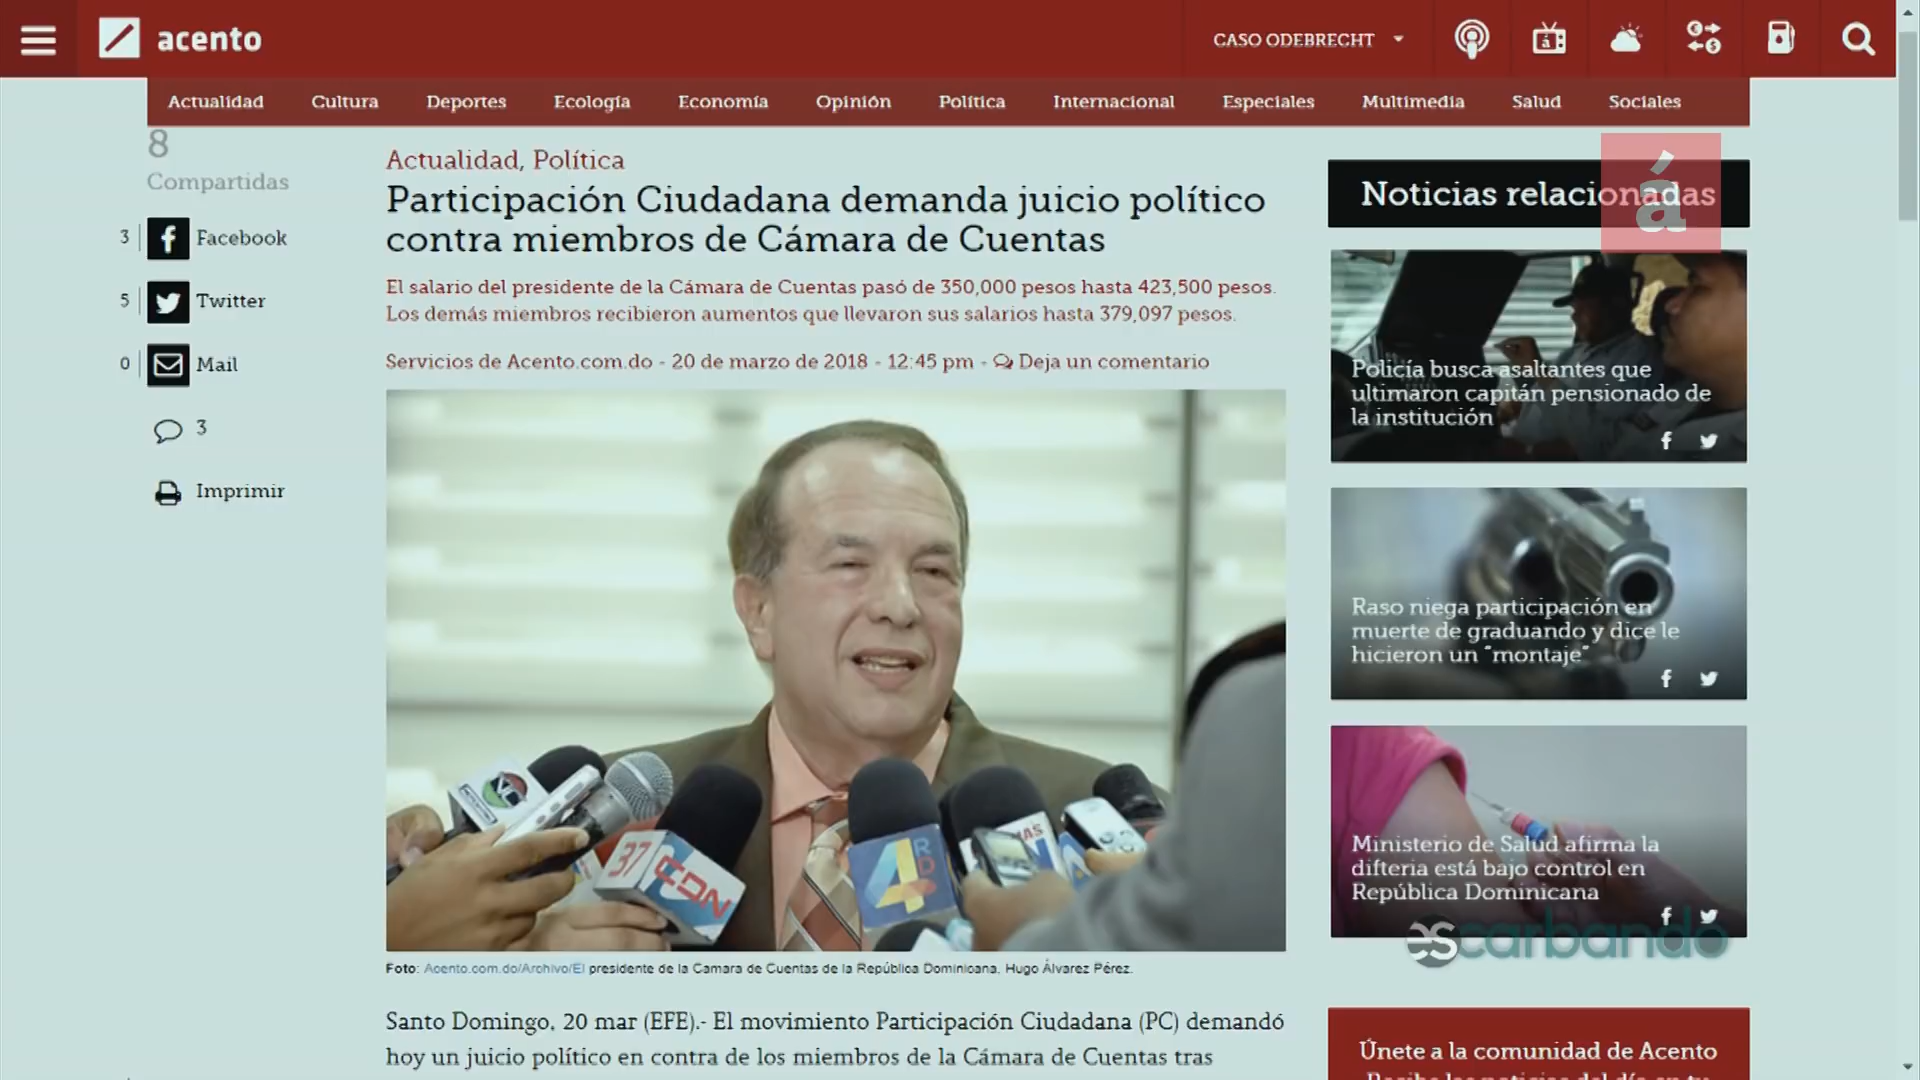 acento
CASO ODEBRECHT
Actualidad
Cultura
Deportes
Ecología
Economía
Opinión
Política
Internacional
Especiales
Multimedia
Salud
Sociales
8
Compartidas
3
Facebook
5
Twitter
0
Mail
3
Imprimir
Actualidad, Política
Participación Ciudadana demanda juicio político
contra miembros de Cámara de Cuentas
El salario del presidente de la Cámara de Cuentas pasó de 350,000 pesos hasta 423,500 pesos.
Los demás miembros recibieron aumentos que llevaron sus salarios hasta 379,097 pesos.
Servicios de Acento.com.do - 20 de marzo de 2018 - 12:45 pm - Deja un comentario
37
CDN
4
RD
Foto: Acento.com.do/Archivo/El presidente de la Camara de Cuentas de la República Dominicana, Hugo Álvarez Pérez.
Santo Domingo, 20 mar (EFE).- El movimiento Participación Ciudadana (PC) demandó
hoy un juicio político en contra de los miembros de la Cámara de Cuentas tras
Noticias relacionadas
á
Policía busca asaltantes que
ultimaron capitán pensionado de
la institución
Raso niega participación en
muerte de graduando y dice le
hicieron un "montaje"
Ministerio de Salud afirma la
difteria está bajo control en
República Dominicana
escarbando
Únete a la comunidad de Acento